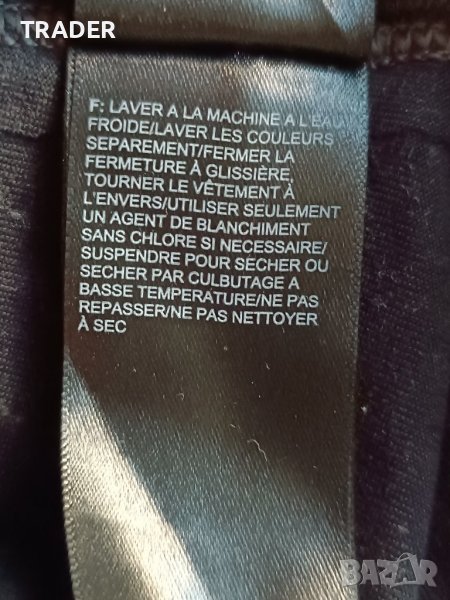 TRADER
F: LAVER A LA MACHINE A L'EAU
FROIDE/LAVER LES COULEURS
SEPAREMENT/FERMER LA
FERMETURE À GLISSIÈRE,
TOURNER LE VÊTEMENT À
L'ENVERS/UTILISER SEULEMENT
UN AGENT DE BLANCHIMENT
SANS CHLORE SI NECESSAIRE/
SUSPENDRE POUR SÉCHER OU
SECHER PAR CULBUTAGE A
BASSE TEMPERATURE/NE PAS
REPASSER/NE PAS NETTOYER
À SEC
BAZAR